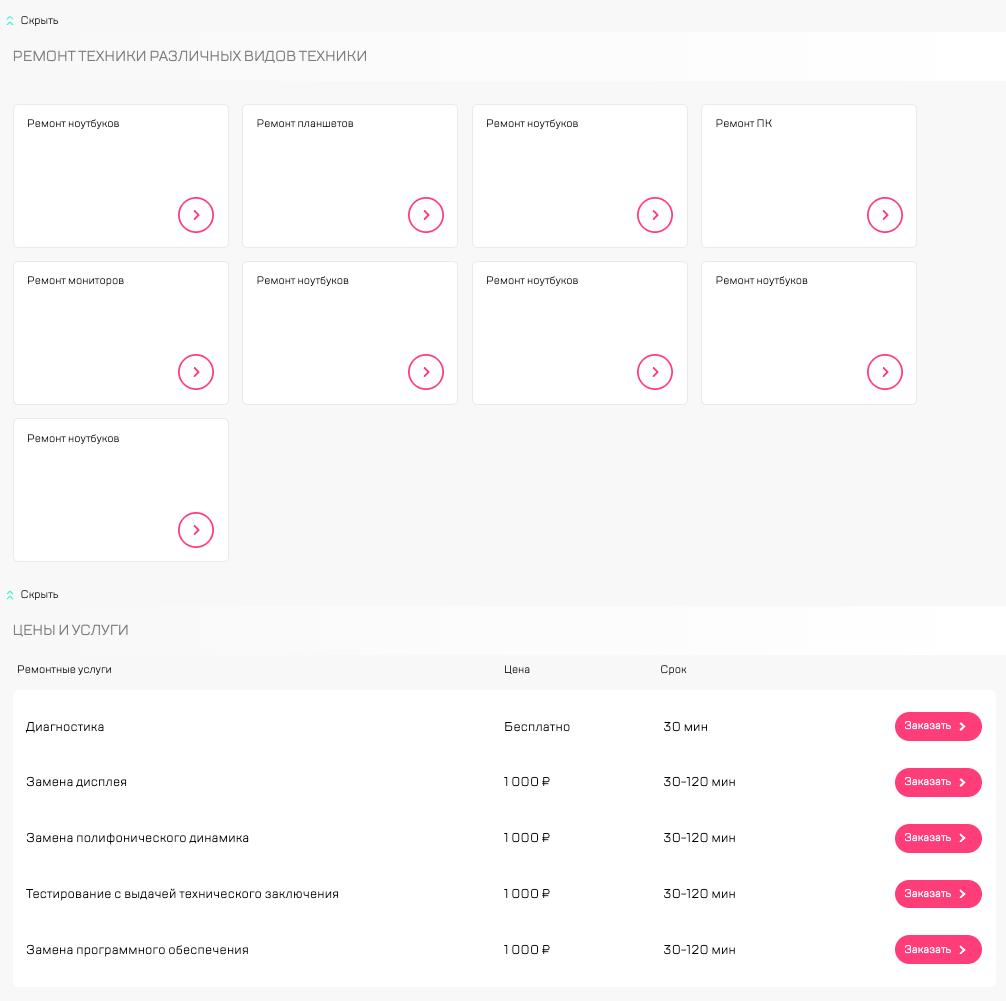 Скрыть
РЕМОНТ ТЕХНИКИ РАЗЛИЧНЫХ ВИДОВ ТЕХНИКИ
Ремонт ноутбуков
Ремонт планшетов
Ремонт ноутбуков
Ремонт ПК
Ремонт мониторов
Ремонт ноутбуков
Ремонт ноутбуков
Ремонт ноутбуков
Ремонт ноутбуков
Скрыть
ЦЕНЫ И УСЛУГИ
Ремонтные услуги Цена Срок
Диагностика Бесплатно 30 мин Заказать
Замена дисплея 1 000 ₽ 30-120 мин Заказать
Замена полифонического динамика 1 000 ₽ 30-120 мин Заказать
Тестирование с выдачей технического заключения 1 000 ₽ 30-120 мин Заказать
Замена программного обеспечения 1 000 ₽ 30-120 мин Заказать